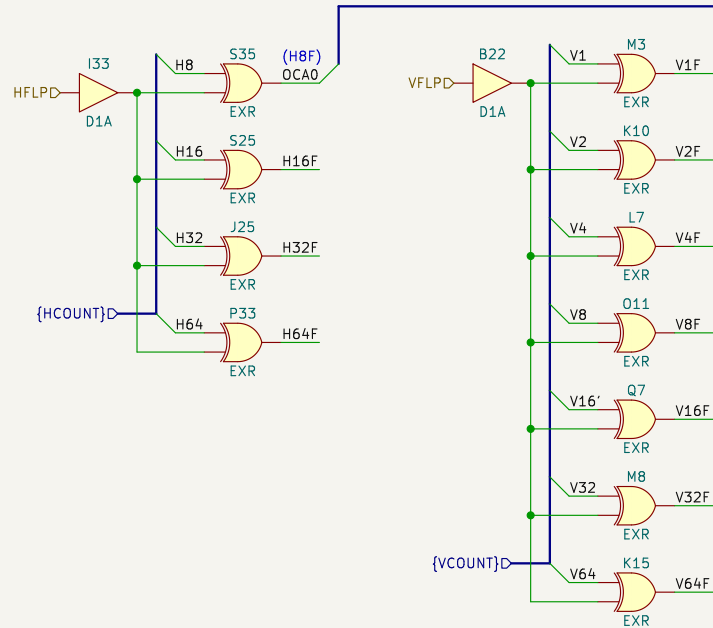 I33
HFLP
D1A
H8
S35
(H8F)
OCA0
EXR
H16
S25
H16F
EXR
H32
J25
H32F
EXR
{HCOUNT}
H64
P33
H64F
EXR
B22
VFLP
D1A
V1
M3
V1F
EXR
V2
K10
V2F
EXR
V4
L7
V4F
EXR
V8
O11
V8F
EXR
V16'
Q7
V16F
EXR
V32
M8
V32F
EXR
{VCOUNT}
V64
K15
V64F
EXR